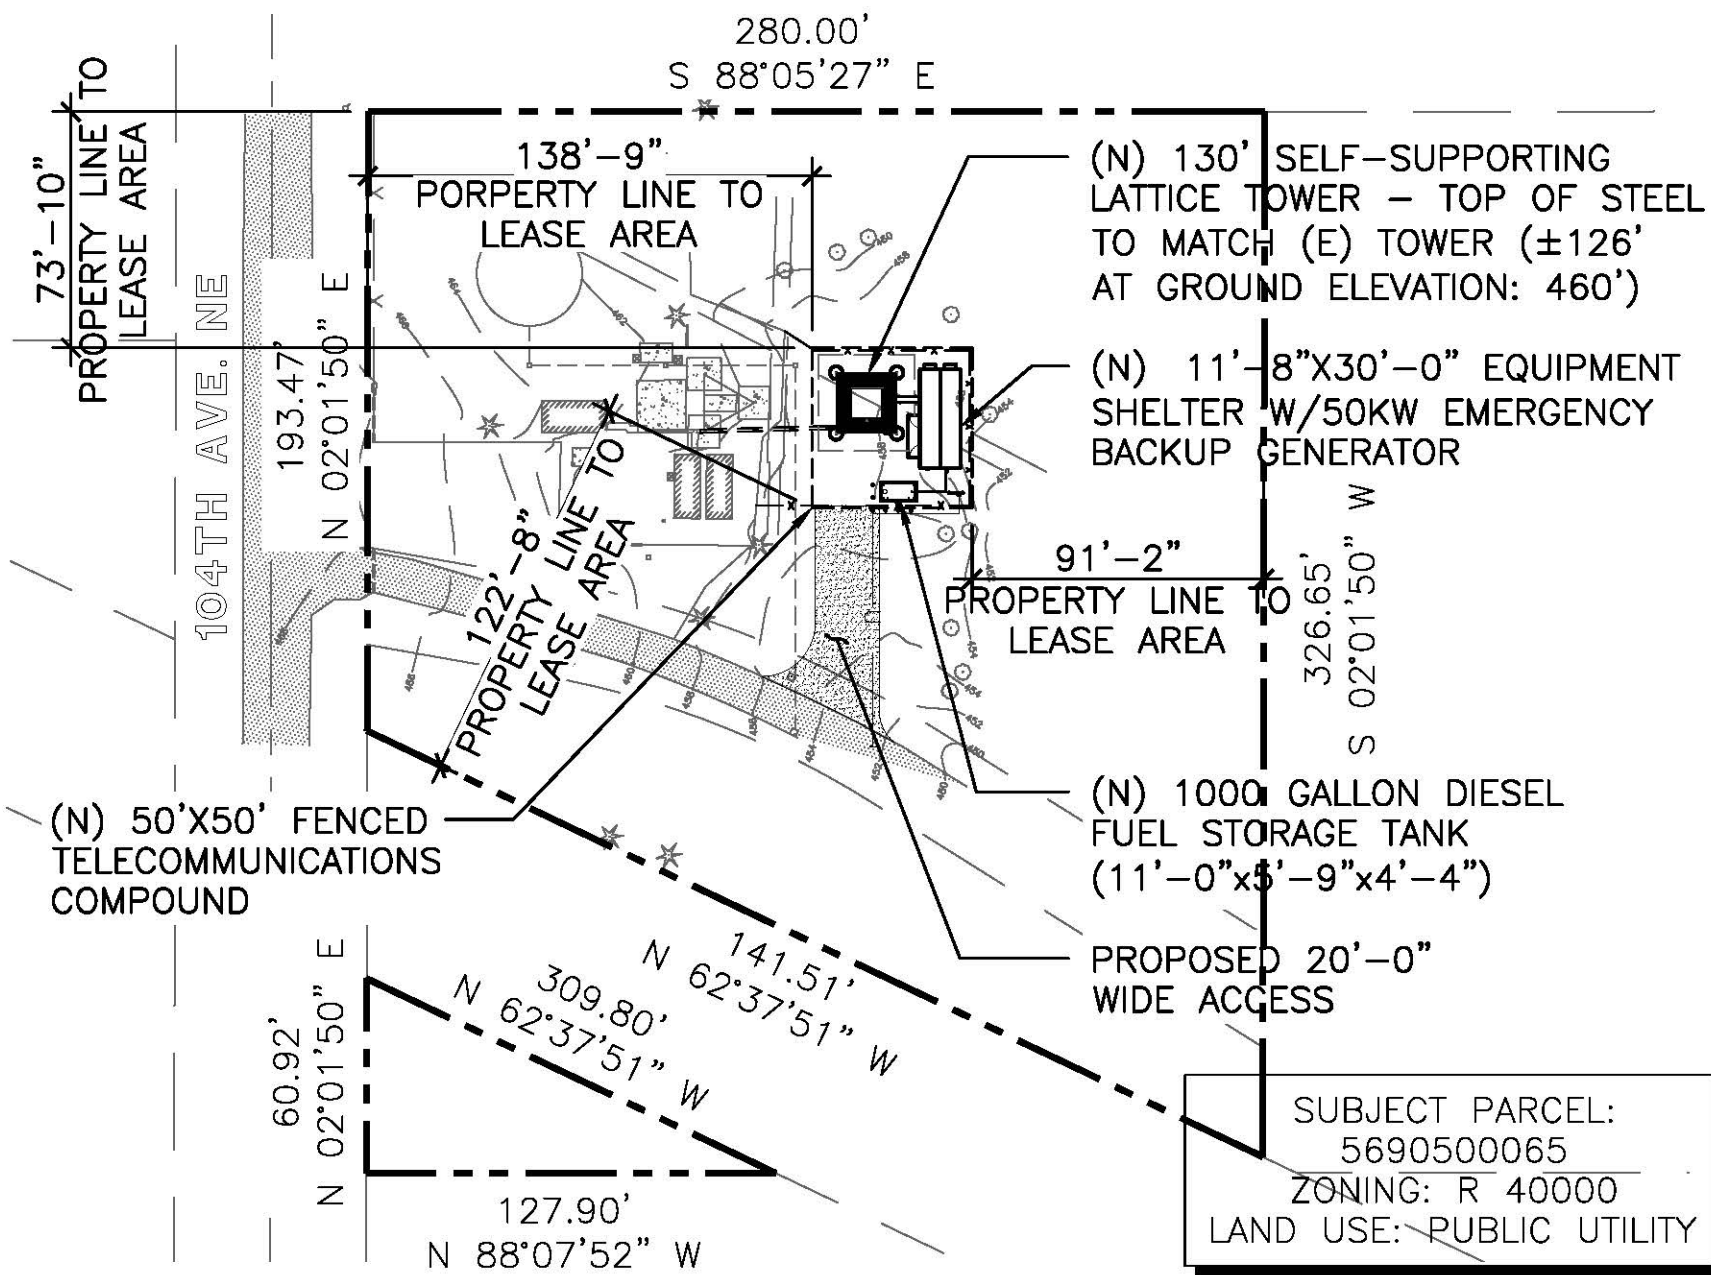 280.00'
S 88°05'27" E
73'-10"
PROPERTY LINE TO
LEASE AREA
138'-9"
PORPERTY LINE TO
LEASE AREA
(N) 130' SELF-SUPPORTING
LATTICE TOWER - TOP OF STEEL
TO MATCH (E) TOWER (±126'
AT GROUND ELEVATION: 460')
104TH AVE. NE
193.47'
N 02°01'50" E
(N) 11'-8"X30'-0" EQUIPMENT
SHELTER W/50KW EMERGENCY
BACKUP GENERATOR
122'-8"
PROPERTY LINE TO
LEASE AREA
91'-2"
PROPERTY LINE TO
LEASE AREA
326.65'
S 02°01'50" W
(N) 50'X50' FENCED
TELECOMMUNICATIONS
COMPOUND
(N) 1000 GALLON DIESEL
FUEL STORAGE TANK
(11'-0"x5'-9"x4'-4")
PROPOSED 20'-0"
WIDE ACCESS
141.51'
N 62°37'51" W
309.80'
N 62°37'51" W
60.92'
N 02°01'50" E
127.90'
N 88°07'52" W
SUBJECT PARCEL:
5690500065
ZONING: R 40000
LAND USE: PUBLIC UTILITY